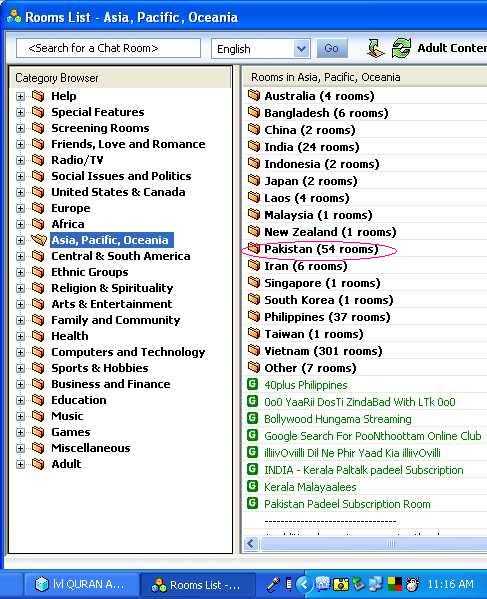 Rooms List - Asia, Pacific, Oceania
<Search for a Chat Room>
English
Go
Adult Conten
Category Browser
Help
Special Features
Screening Rooms
Friends, Love and Romance
Radio/TV
Social Issues and Politics
United States & Canada
Europe
Africa
Asia, Pacific, Oceania
Central & South America
Ethnic Groups
Religion & Spirituality
Arts & Entertainment
Family and Community
Health
Computers and Technology
Sports & Hobbies
Business and Finance
Education
Music
Games
Miscellaneous
Adult
Rooms in Asia, Pacific, Oceania
Australia (4 rooms)
Bangladesh (6 rooms)
China (2 rooms)
India (24 rooms)
Indonesia (2 rooms)
Japan (2 rooms)
Laos (4 rooms)
Malaysia (1 rooms)
New Zealand (1 rooms)
Pakistan (54 rooms)
Iran (6 rooms)
Singapore (1 rooms)
South Korea (1 rooms)
Philippines (37 rooms)
Taiwan (1 rooms)
Vietnam (301 rooms)
Other (7 rooms)
G 40plus Philippines
G 0o0 YaaRii DosTi ZindaBad With LTk 0o0
G Bollywood Hungama Streaming
G Google Search For PooNthoottam Online Club
G illiivOviilli Dil Ne Phir Yaad Kia illiivOvilli
G INDIA - Kerala Paltalk padeel Subscription
G Kerala Malayaalees
G Pakistan Padeel Subscription Room
---------------------------------
lvl QURAN A...
Rooms List -...
11:16 AM